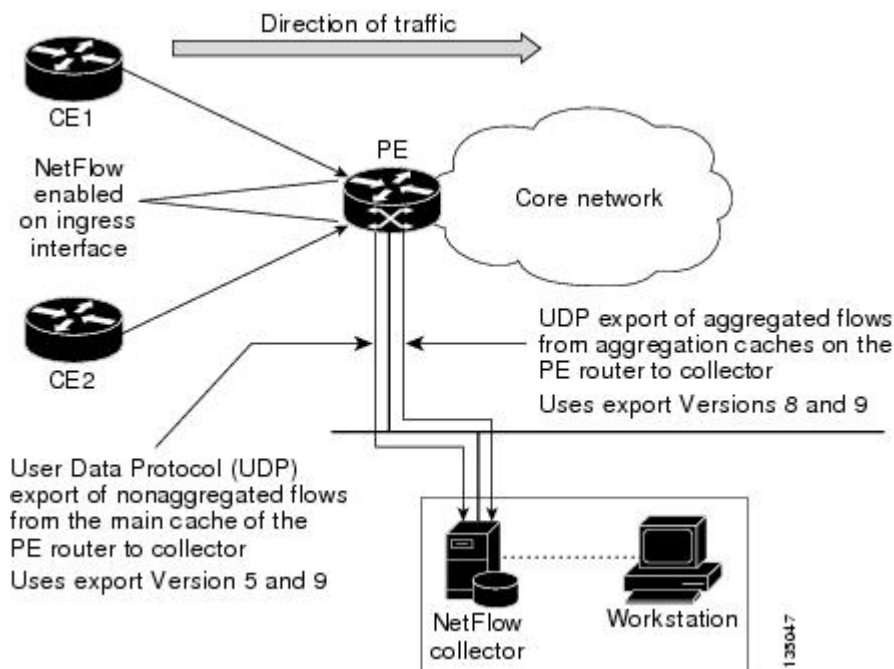 Direction of traffic
CE1
PE
NetFlow
enabled
on ingress
interface
Core network
CE2
UDP export of aggregated flows
from aggregation caches on the
PE router to collector
Uses export Versions 8 and 9
User Data Protocol (UDP)
export of nonaggregated flows
from the main cache of the
PE router to collector
Uses export Version 5 and 9
NetFlow
collector
Workstation
135047